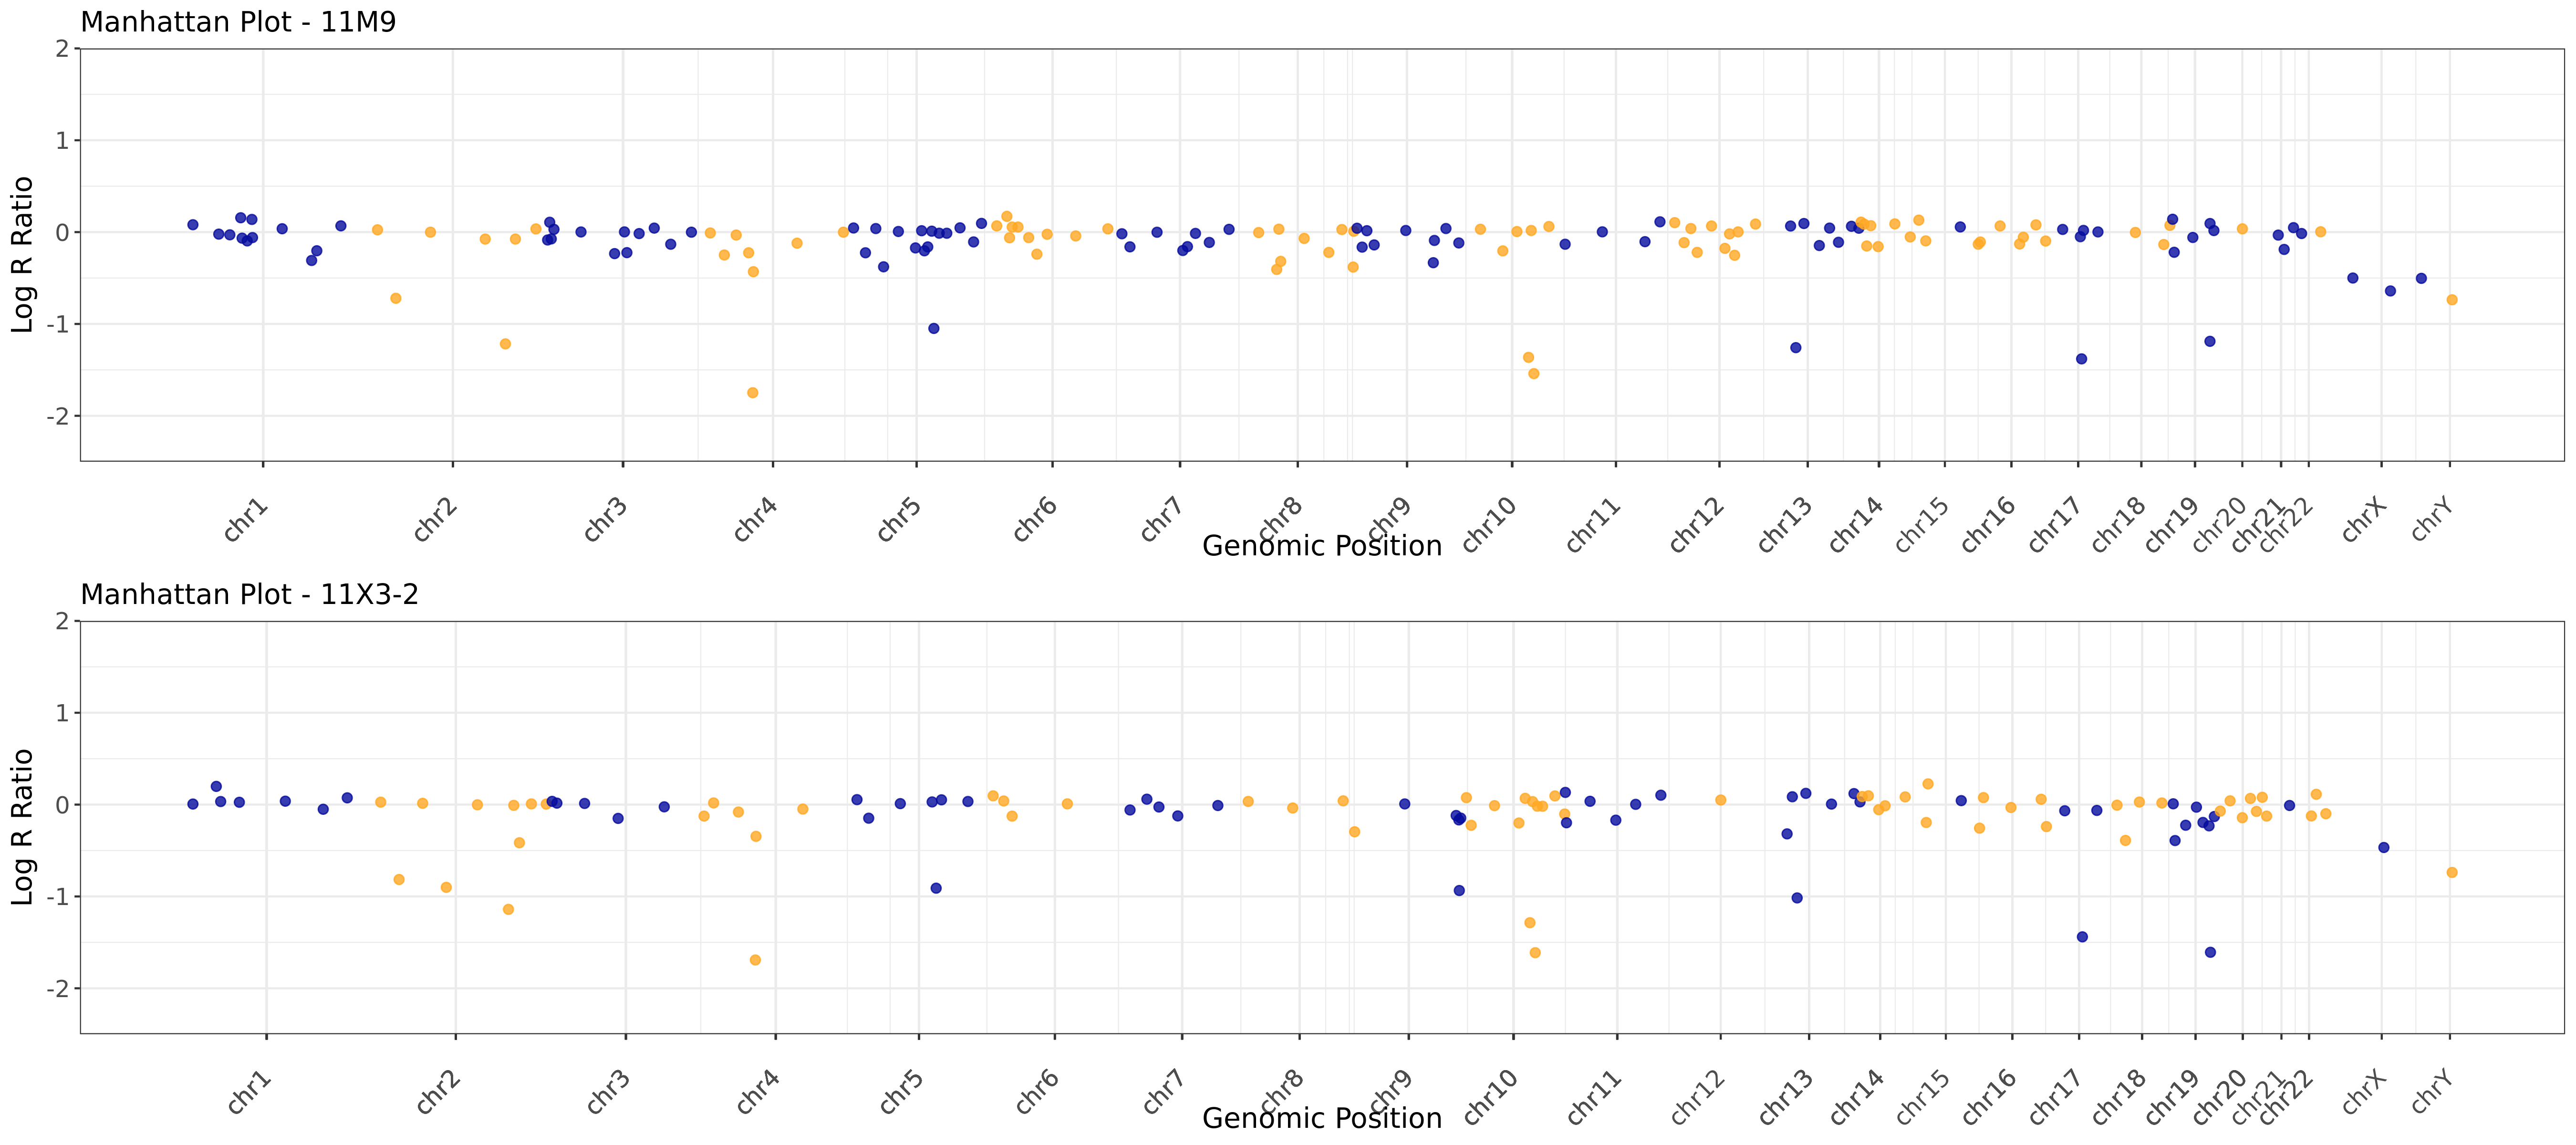 Manhattan Plot - 11M9
2
1
0
-1
-2
Log R Ratio
chr1 chr2 chr3 chr4 chr5 chr6 chr7 chr8 chr9 chr10 chr11 chr12 chr13 chr14 chr15 chr16 chr17 chr18 chr19 chr20 chr21 chr22 chrX chrY
Genomic Position
Manhattan Plot - 11X3-2
2
1
0
-1
-2
Log R Ratio
chr1 chr2 chr3 chr4 chr5 chr6 chr7 chr8 chr9 chr10 chr11 chr12 chr13 chr14 chr15 chr16 chr17 chr18 chr19 chr20 chr21 chr22 chrX chrY
Genomic Position